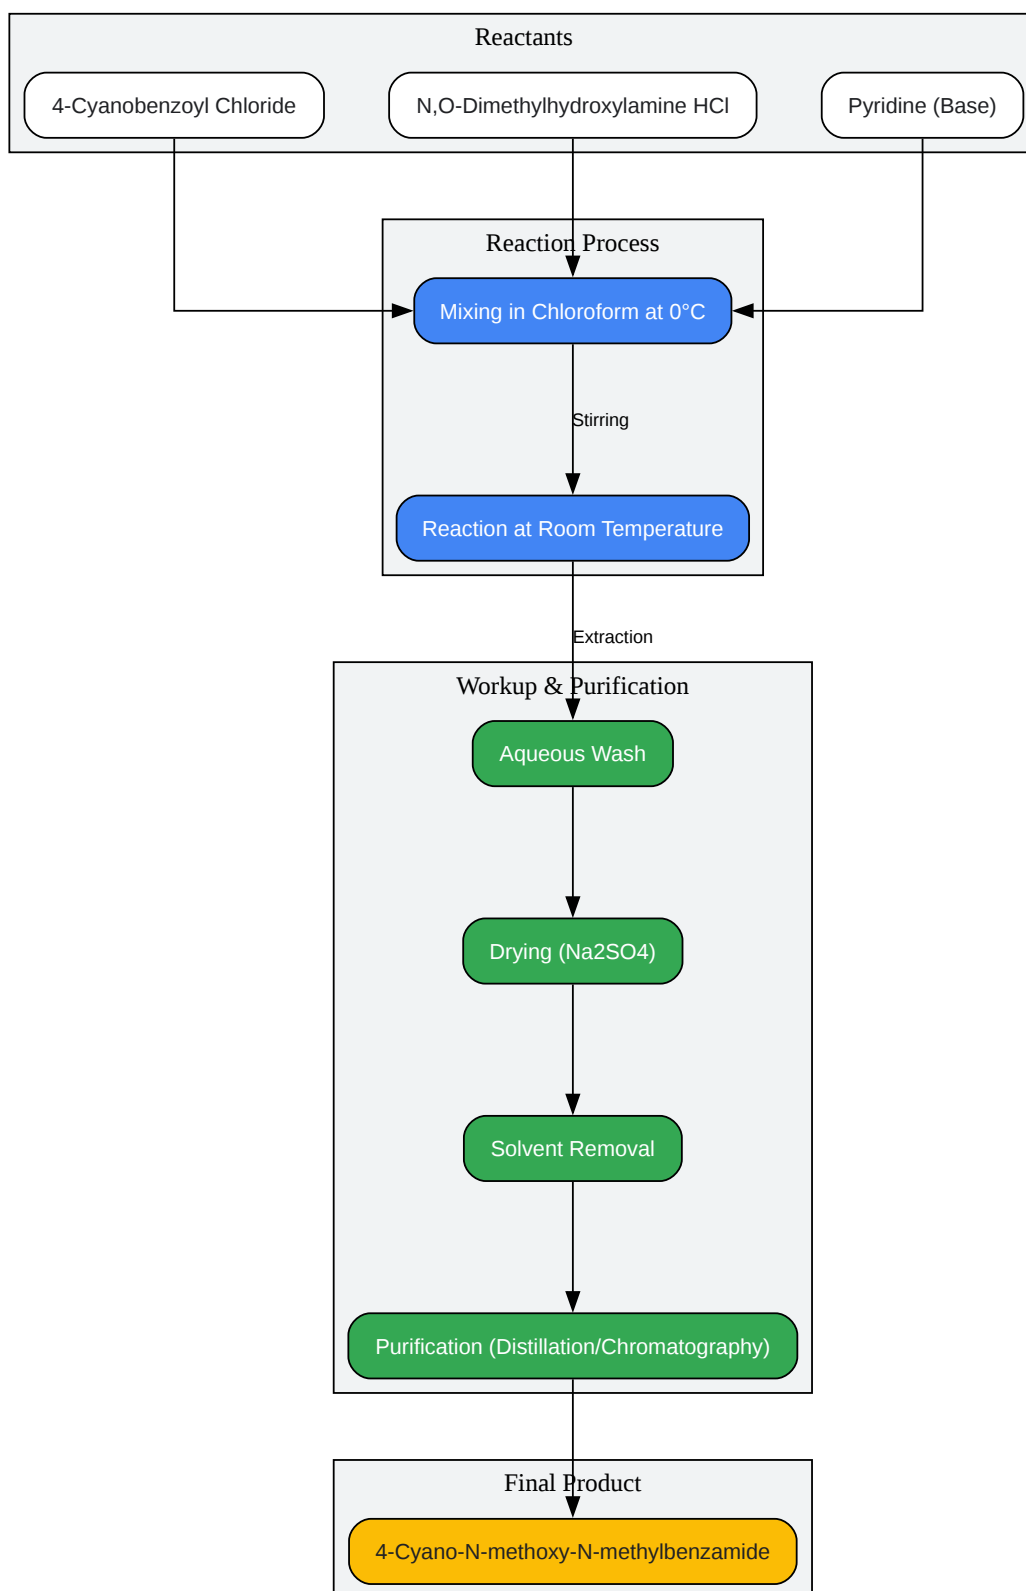 Reactants
4-Cyanobenzoyl Chloride
N,O-Dimethylhydroxylamine HCl
Pyridine (Base)
Reaction Process
Mixing in Chloroform at 0°C
Stirring
Reaction at Room Temperature
Extraction
Workup & Purification
Aqueous Wash
Drying (Na2SO4)
Solvent Removal
Purification (Distillation/Chromatography)
Final Product
4-Cyano-N-methoxy-N-methylbenzamide